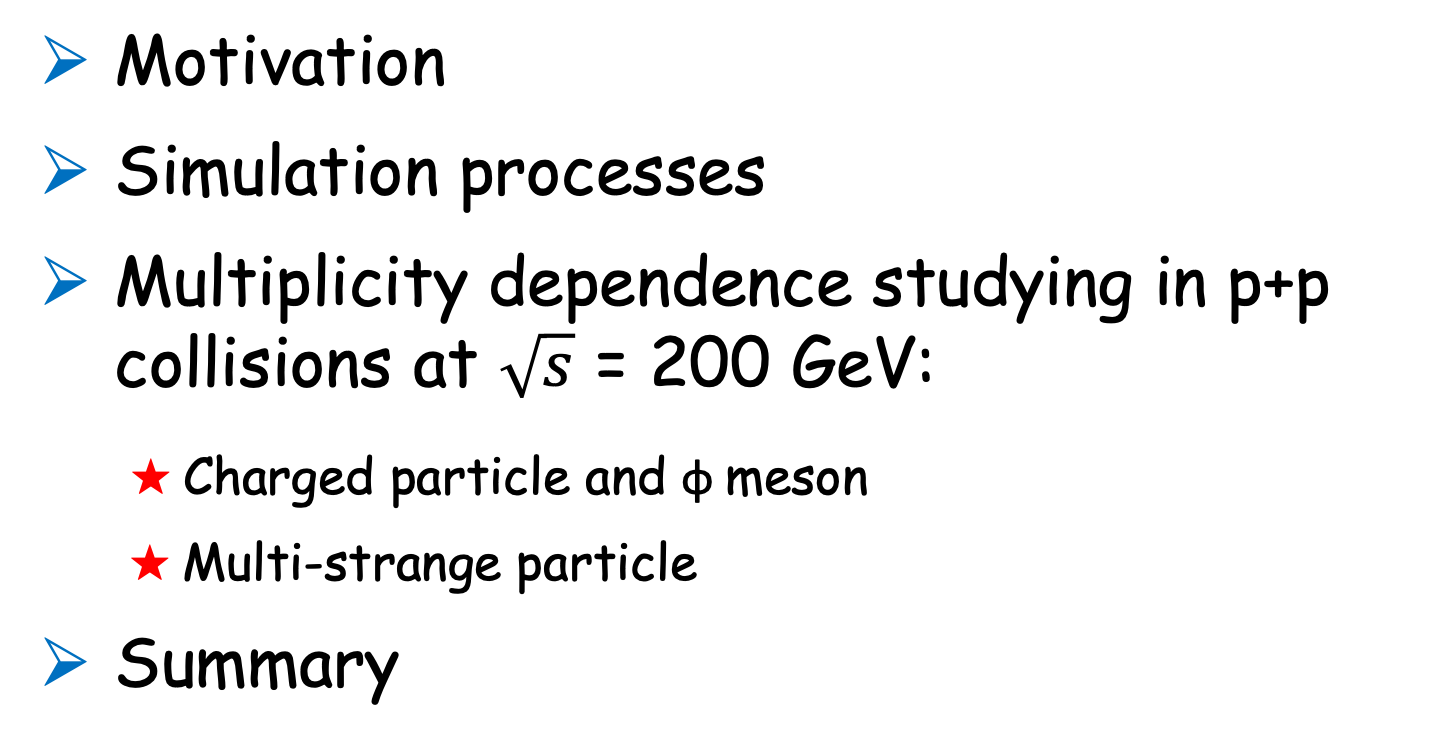 ➢ Motivation
➢ Simulation processes
➢ Multiplicity dependence studying in p+p
collisions at √s = 200 GeV:
★ Charged particle and ϕ meson
★ Multi-strange particle
➢ Summary